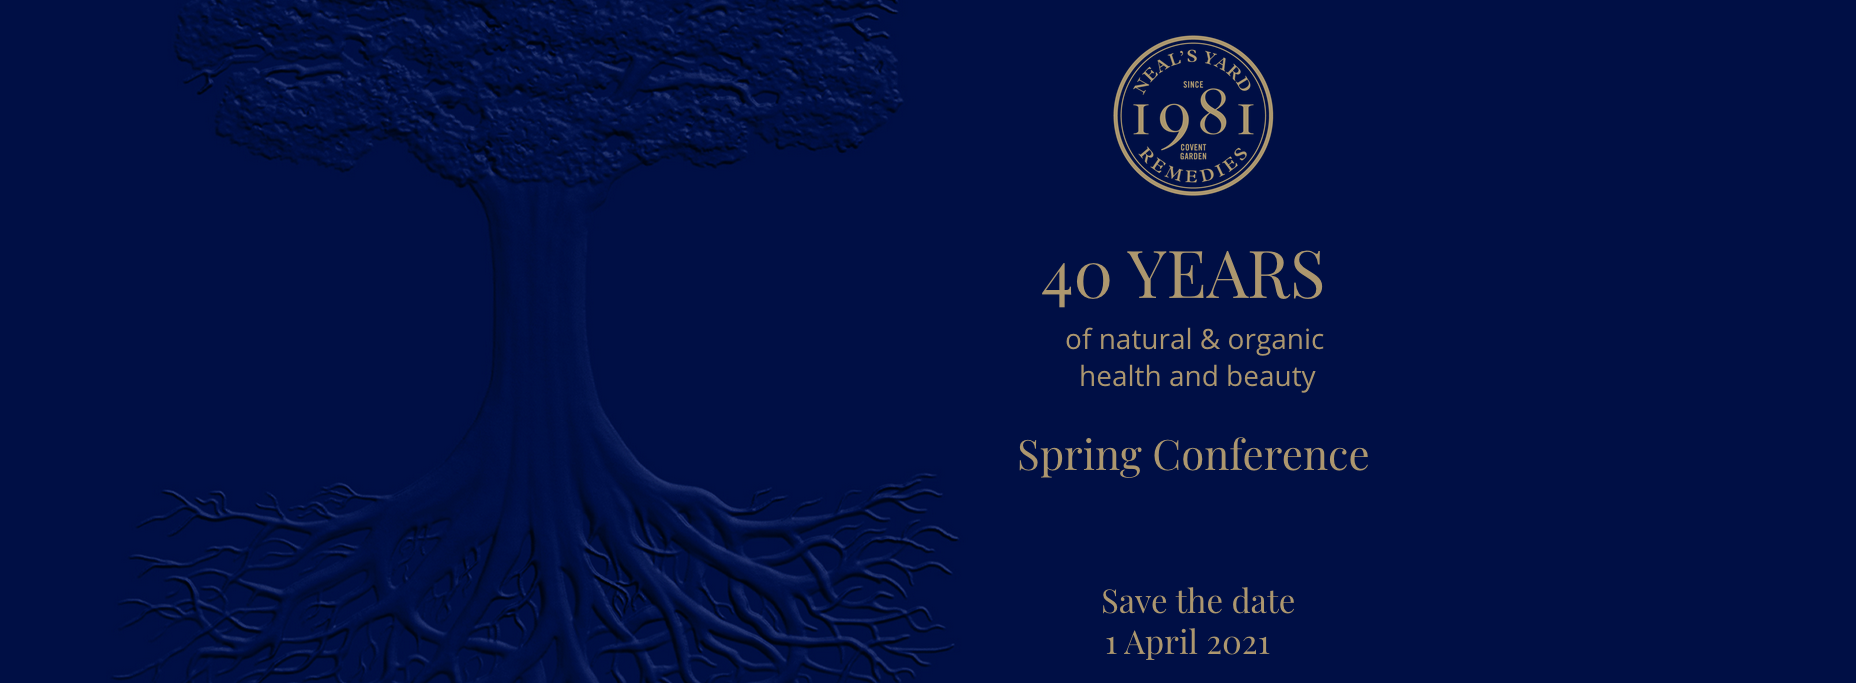 NEAL'S YARD
SINCE
1981
COVENT
GARDEN
REMEDIES
40 YEARS
of natural & organic
health and beauty
Spring Conference
Save the date
1 April 2021